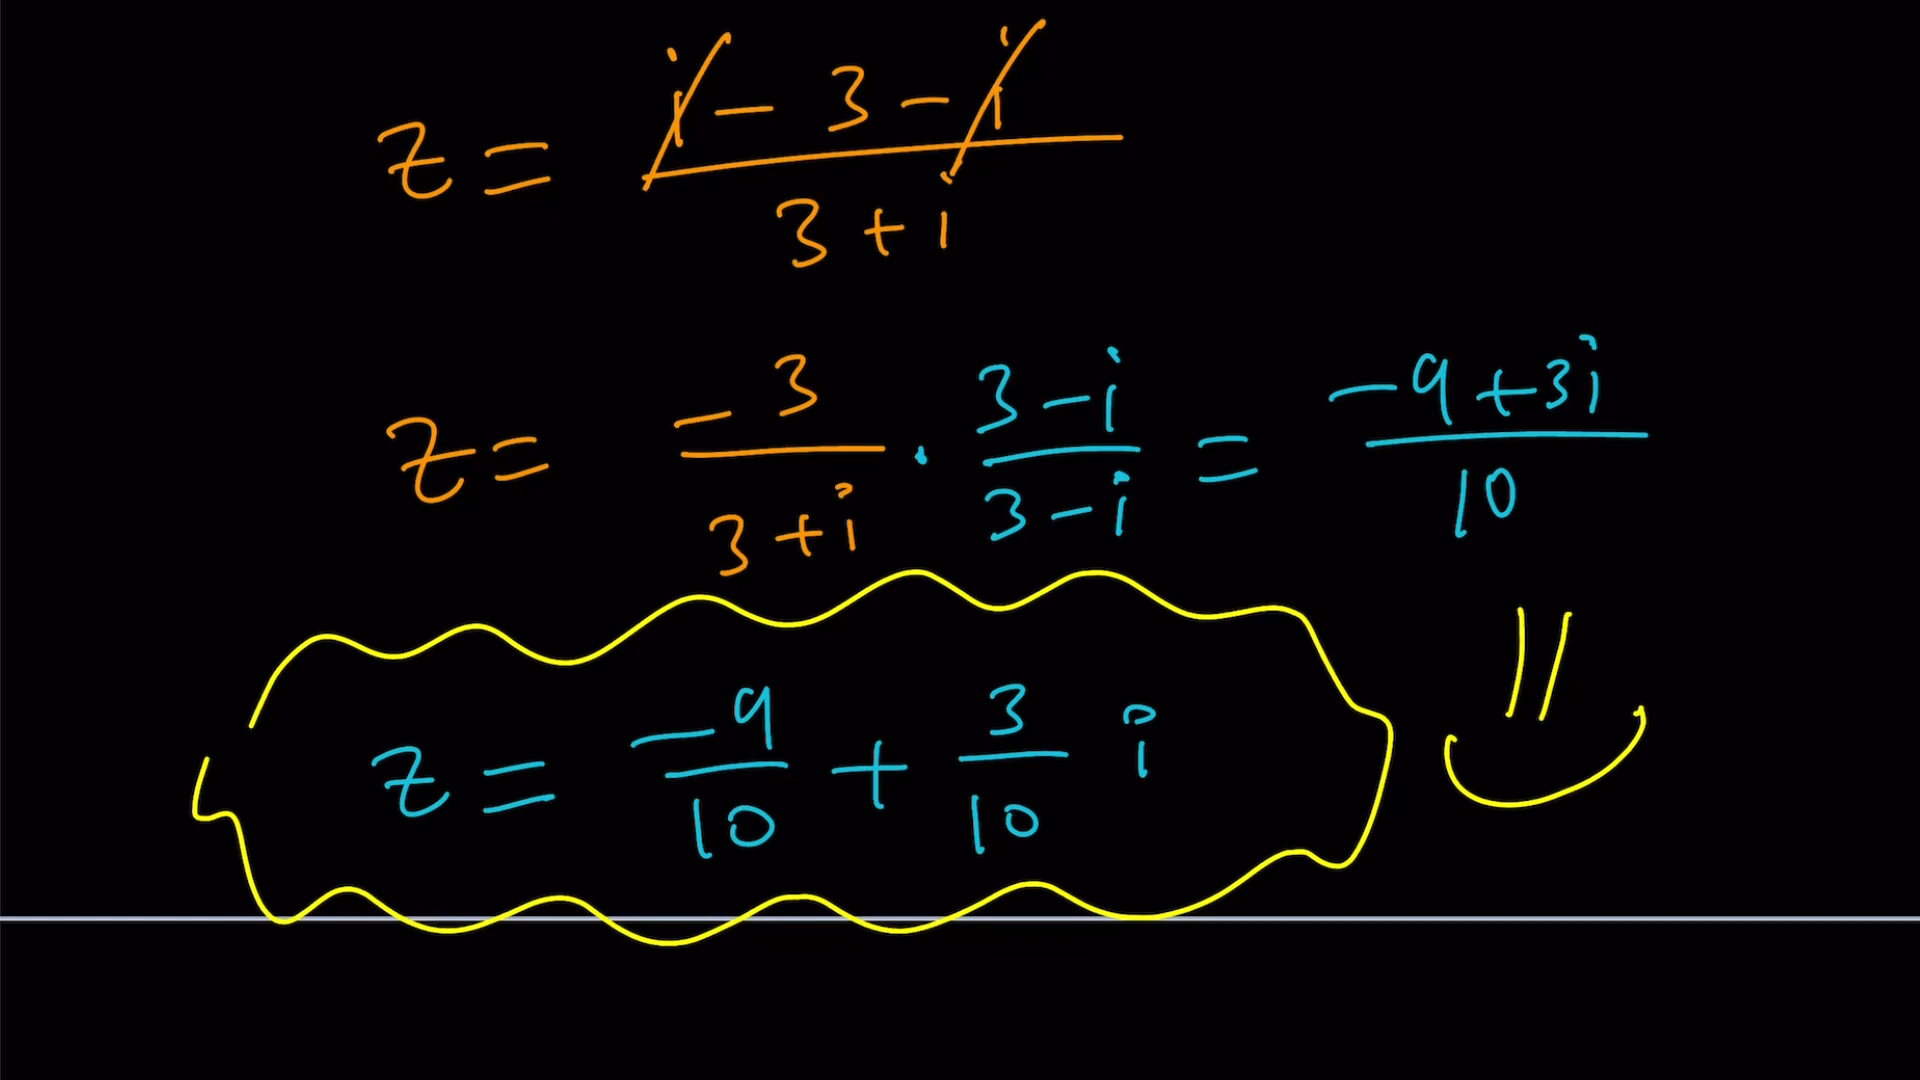 z = (i - 3 - i)/(3 + i)
z = -3/(3 + i) · (3 - i)/(3 - i) = (-9 + 3i)/10
z = -9/10 + 3/10 i